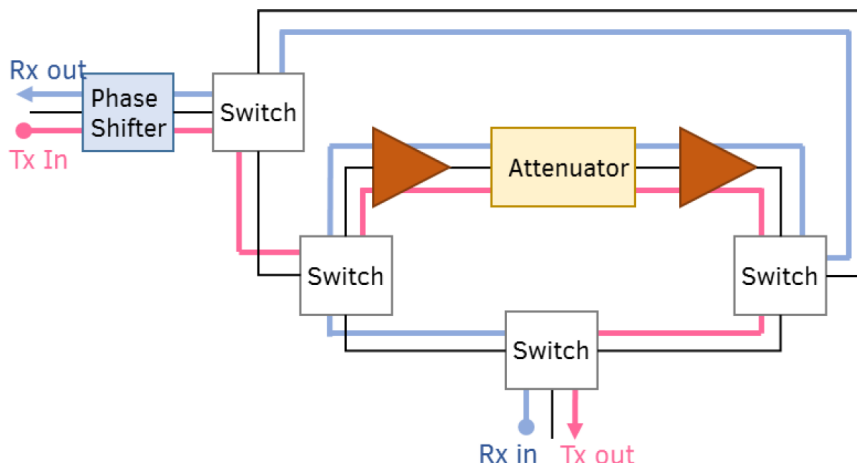 Rx out
Phase
Shifter
Switch
Tx In
Attenuator
Switch
Switch
Switch
Rx in
Tx out